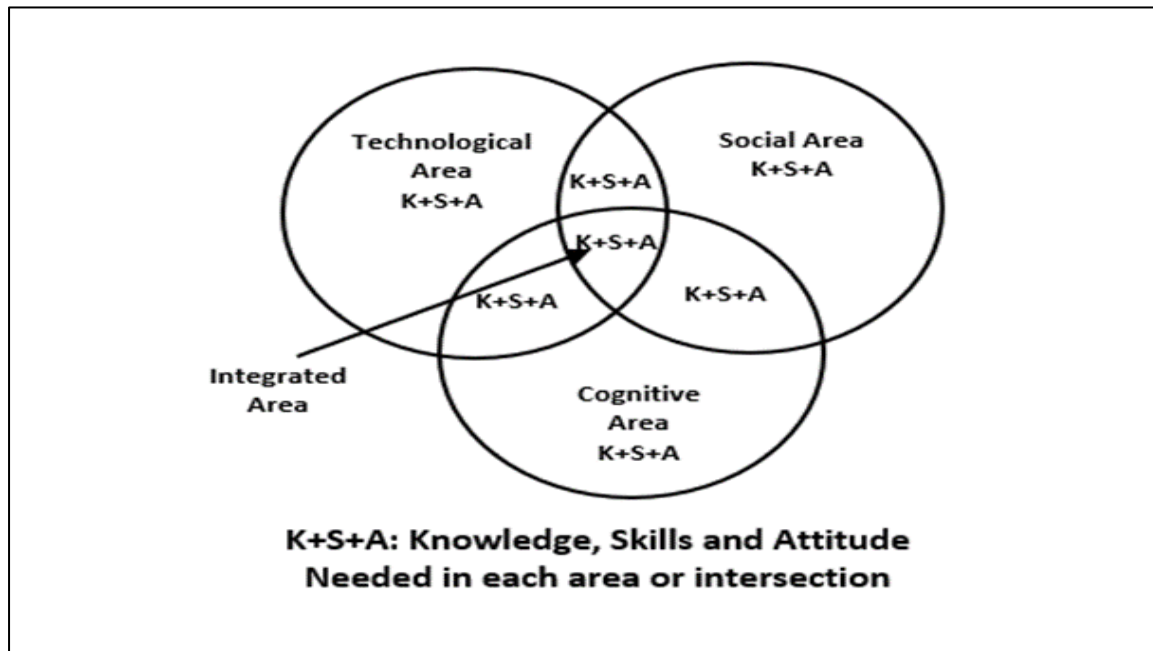 Technological
Area
K+S+A
Social Area
K+S+A
K+S+A
K+S+A
K+S+A
K+S+A
Integrated
Area
Cognitive
Area
K+S+A
K+S+A: Knowledge, Skills and Attitude
Needed in each area or intersection